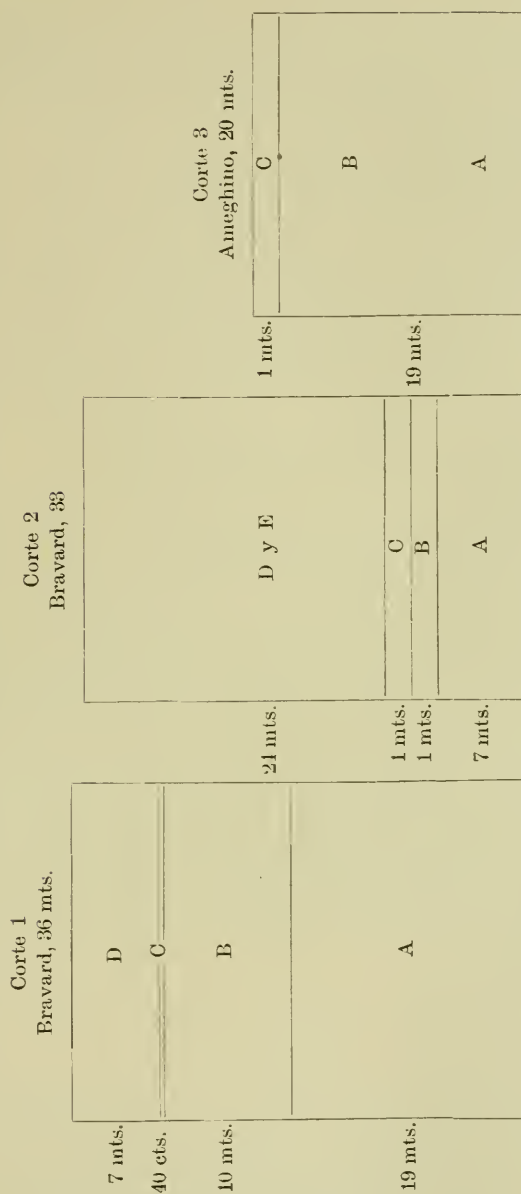 Corte 1
Bravard, 36 mts.
7 mts.
D
40 cts.
C
10 mts.
B
19 mts.
A
Corte 2
Bravard, 33
24 mts.
D y E
1 mts.
C
1 mts.
B
7 mts.
A
Corte 3
Ameghino, 20 mts.
1 mts.
C
B
19 mts.
A